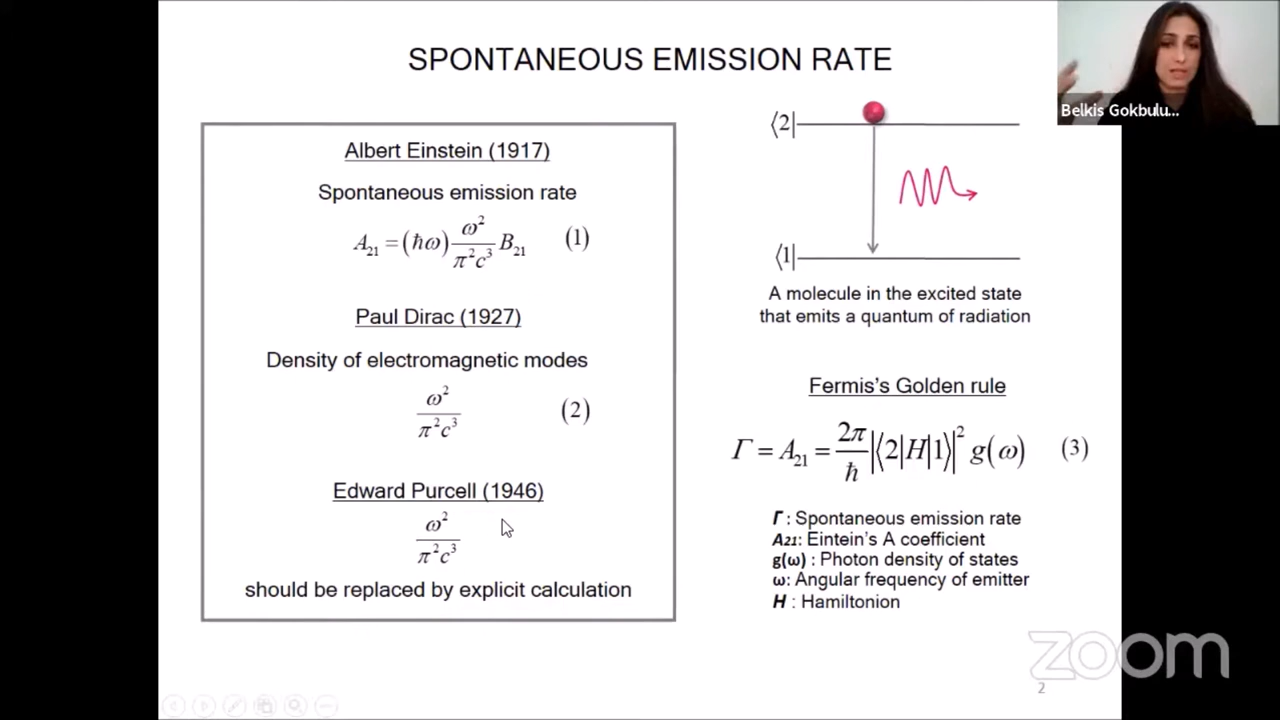 SPONTANEOUS EMISSION RATE
Belkis Gokbulu...
Albert Einstein (1917)
Spontaneous emission rate
A₂₁ = (ħω) ω²/π²c³ B₂₁ (1)
Paul Dirac (1927)
Density of electromagnetic modes
ω²/π²c³ (2)
Edward Purcell (1946)
ω²/π²c³
should be replaced by explicit calculation
⟨2|
⟨1|
A molecule in the excited state
that emits a quantum of radiation
Fermis's Golden rule
Γ = A₂₁ = 2π/ħ |⟨2|H|1⟩|² g(ω) (3)
Γ : Spontaneous emission rate
A₂₁: Eintein's A coefficient
g(ω) : Photon density of states
ω: Angular frequency of emitter
H : Hamiltonion
zoom
2